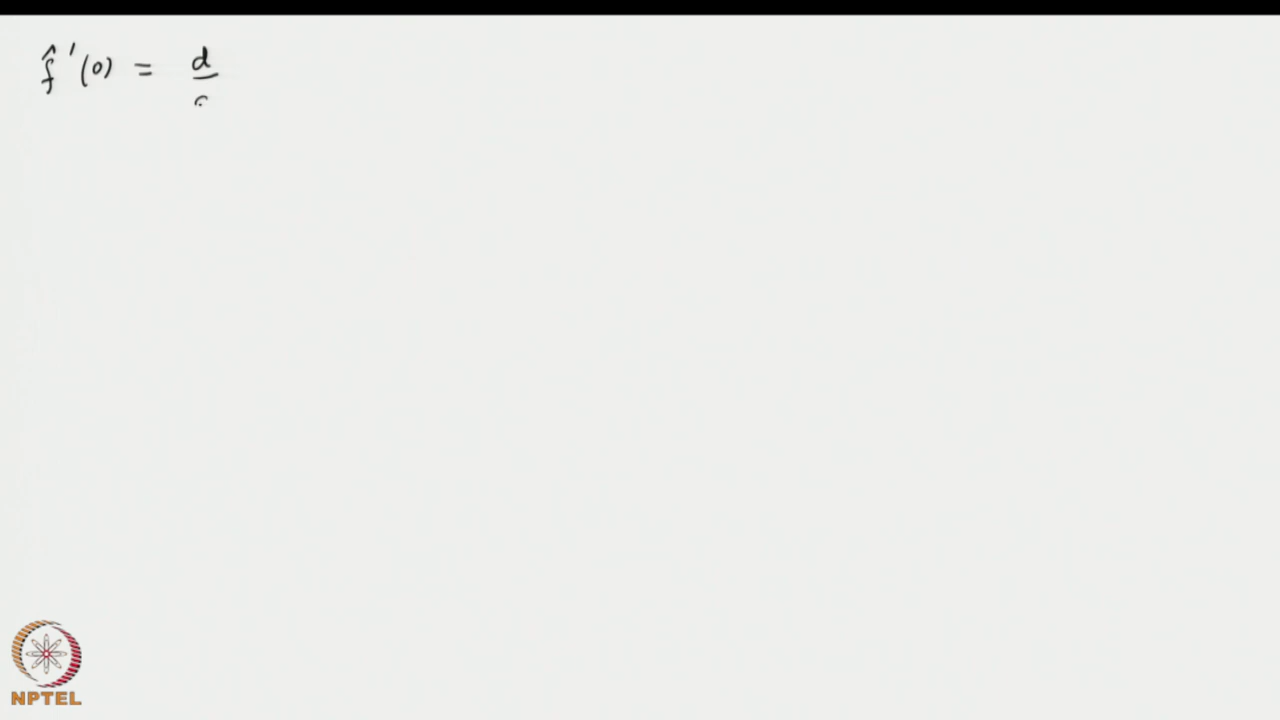 f̂'(0) = d/
NPTEL